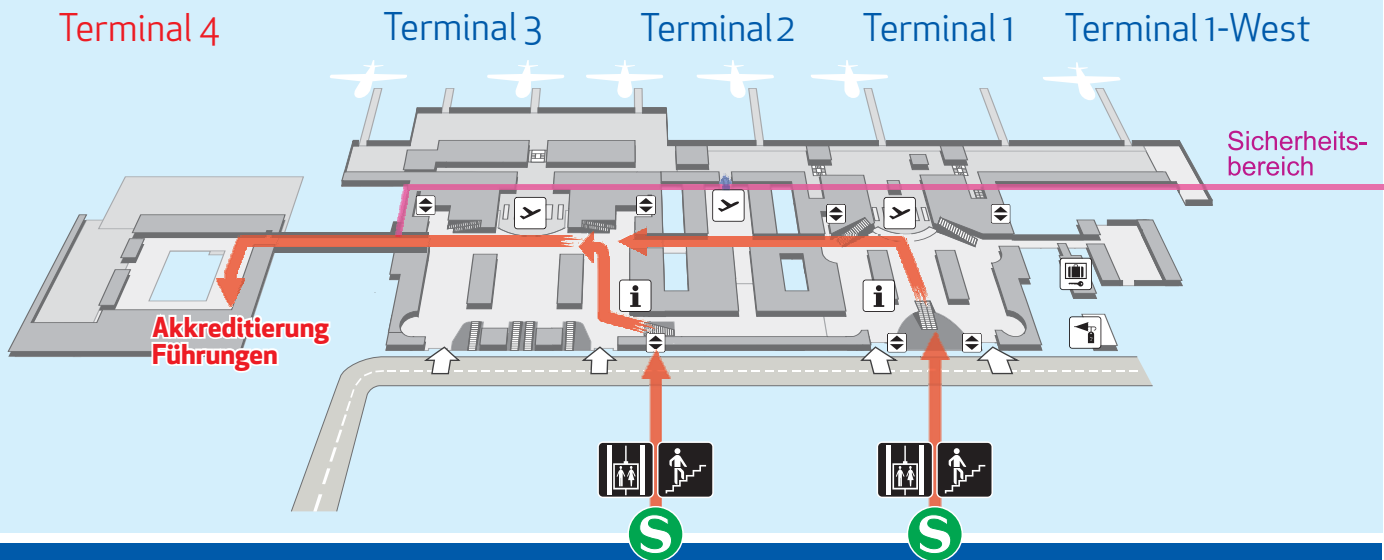 Terminal 4
Terminal 3
Terminal 2
Terminal 1
Terminal 1-West
Sicherheits-
bereich
i
i
Akkreditierung
Führungen
S
S